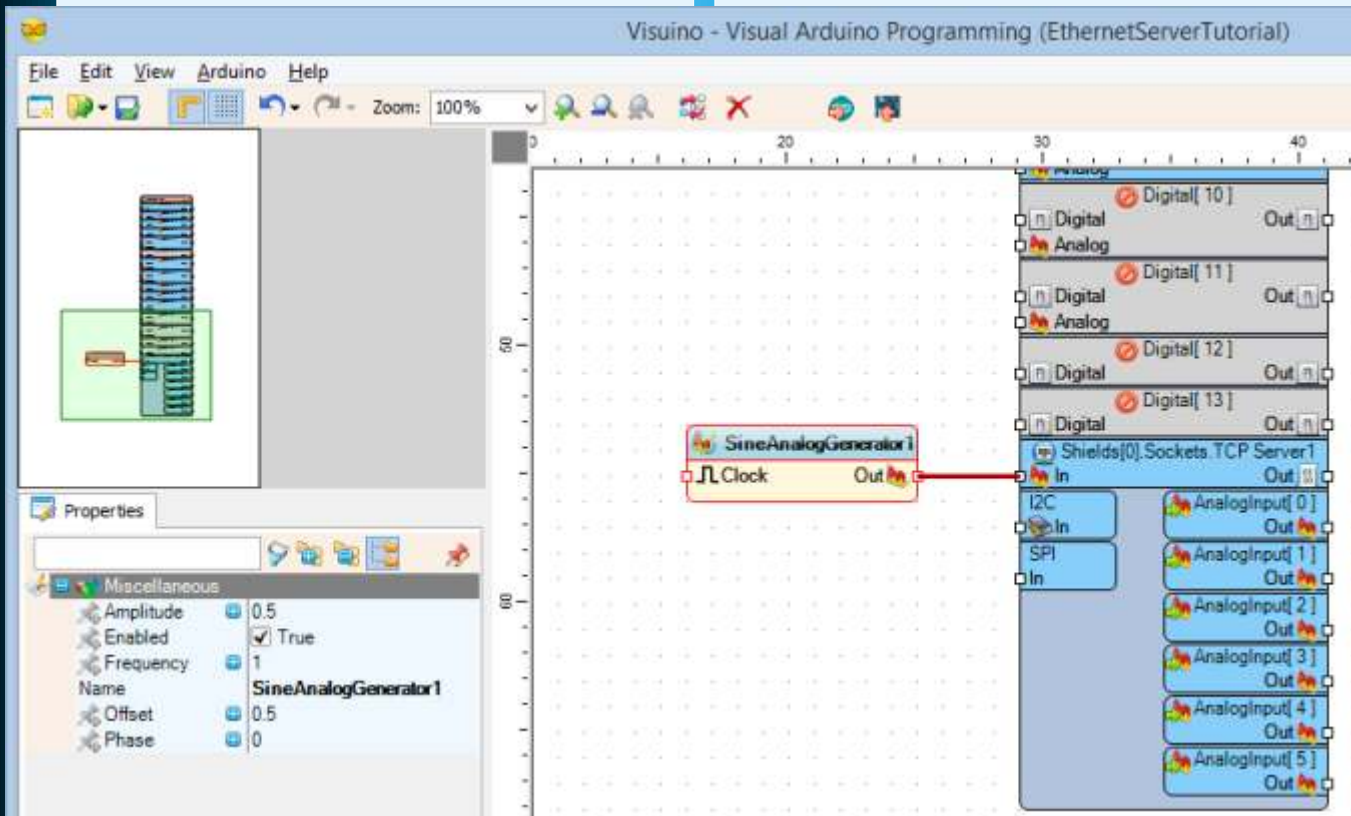 Visuino - Visual Arduino Programming (EthernetServerTutorial)
File Edit View Arduino Help
Zoom: 100%
0 20 30 40
Analog
Digital[ 10 ]
Digital Out
Analog
Digital[ 11 ]
Digital Out
Analog
50
Digital[ 12 ]
Digital Out
Digital[ 13 ]
Digital Out
SineAnalogGenerator1
Shields[0].Sockets.TCP Server1
Clock Out
In Out
I2C
In
SPI
In
AnalogInput[ 0 ]
Out
AnalogInput[ 1 ]
Out
AnalogInput[ 2 ]
Out
AnalogInput[ 3 ]
Out
AnalogInput[ 4 ]
Out
AnalogInput[ 5 ]
Out
60
Properties
Miscellaneous
Amplitude 0.5
Enabled True
Frequency 1
Name SineAnalogGenerator1
Offset 0.5
Phase 0